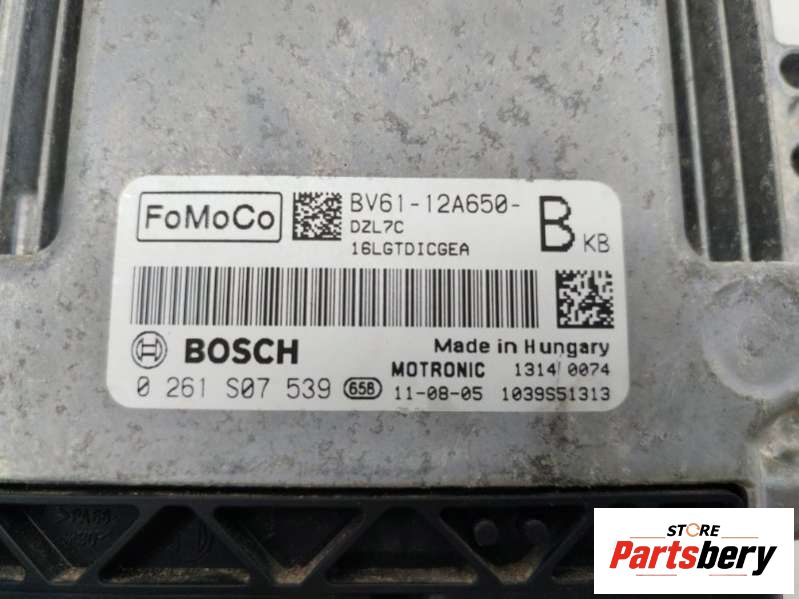 FoMoCo
BV61-12A650-
DZL7C
16LGTDICGEA
B KB
BOSCH
Made in Hungary
MOTRONIC 1314/0074
0 261 S07 539 658 11-08-05 1039S51313
STORE
Partsbery